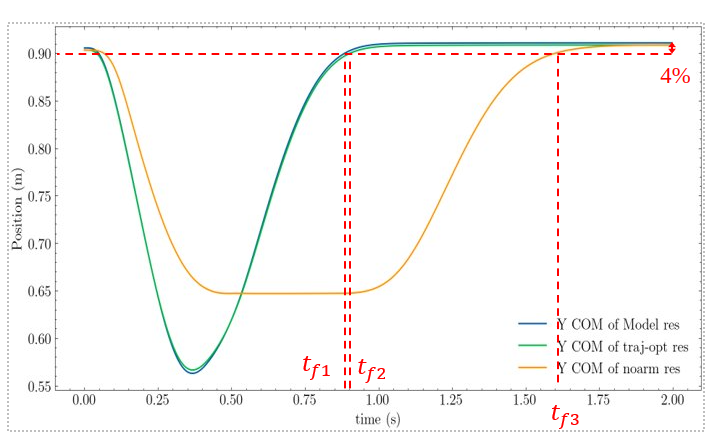 Position (m)
0.90
0.85
0.80
0.75
0.70
0.65
0.60
0.55
4%
Y COM of Model res
Y COM of traj-opt res
Y COM of noarm res
t_f1
t_f2
0.00 0.25 0.50 0.75 1.00 1.25 1.50 1.75 2.00
t_f3
time (s)